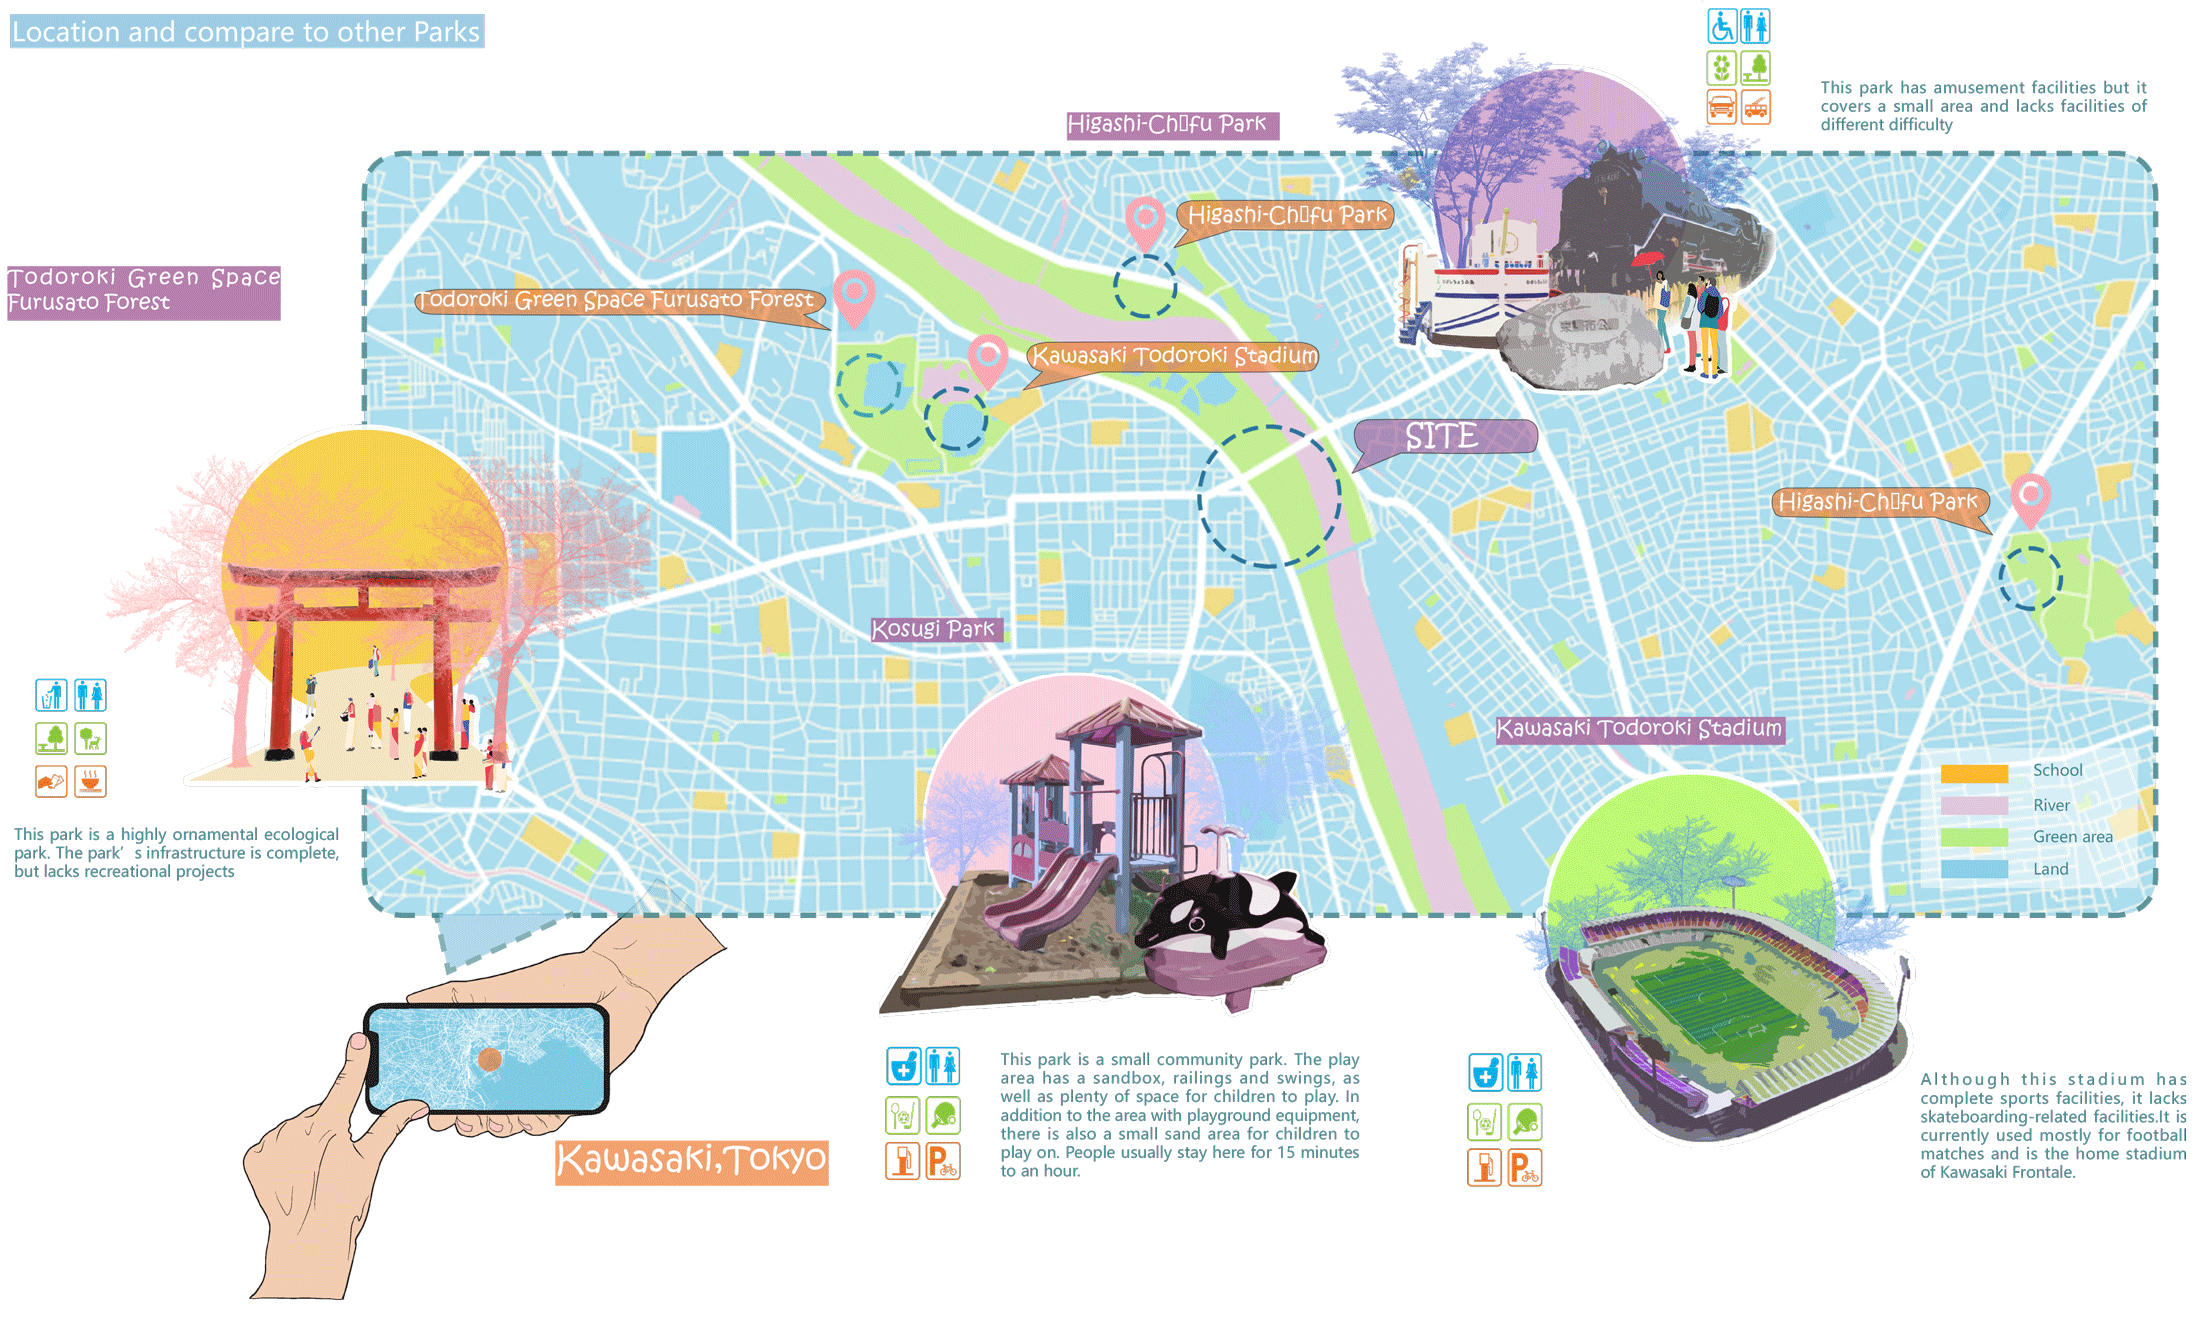 Location and compare to other Parks
This park has amusement facilities but it
covers a small area and lacks facilities of
different difficulty
Higashi-Ch▯fu Park
Higashi-Ch▯fu Park
Todoroki Green Space
Furusato Forest
Todoroki Green Space Furusato Forest
Kawasaki Todoroki Stadium
SITE
Higashi-Ch▯fu Park
Kosugi Park
Kawasaki Todoroki Stadium
School
River
Green area
Land
This park is a highly ornamental ecological
park. The park’s infrastructure is complete,
but lacks recreational projects
Kawasaki,Tokyo
This park is a small community park. The play
area has a sandbox, railings and swings, as
well as plenty of space for children to play. In
addition to the area with playground equipment,
there is also a small sand area for children to
play on. People usually stay here for 15 minutes
to an hour.
P
P
Although this stadium has
complete sports facilities, it lacks
skateboarding-related facilities.It is
currently used mostly for football
matches and is the home stadium
of Kawasaki Frontale.